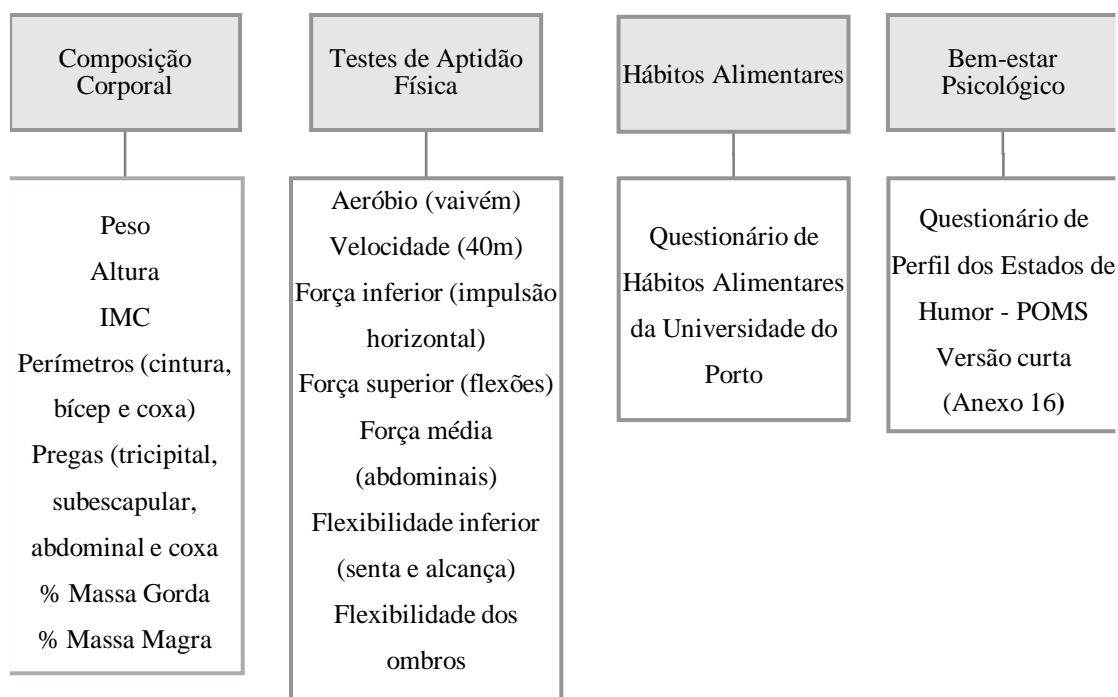 Composição
Corporal
Peso
Altura
IMC
Perímetros (cintura,
bícep e coxa)
Pregas (tricipital,
subescapular,
abdominal e coxa
% Massa Gorda
% Massa Magra
Testes de Aptidão
Física
Aeróbio (vaivém)
Velocidade (40m)
Força inferior (impulsão
horizontal)
Força superior (flexões)
Força média
(abdominais)
Flexibilidade inferior
(senta e alcança)
Flexibilidade dos
ombros
Hábitos Alimentares
Questionário de
Hábitos Alimentares
da Universidade do
Porto
Bem-estar
Psicológico
Questionário de
Perfil dos Estados de
Humor - POMS
Versão curta
(Anexo 16)